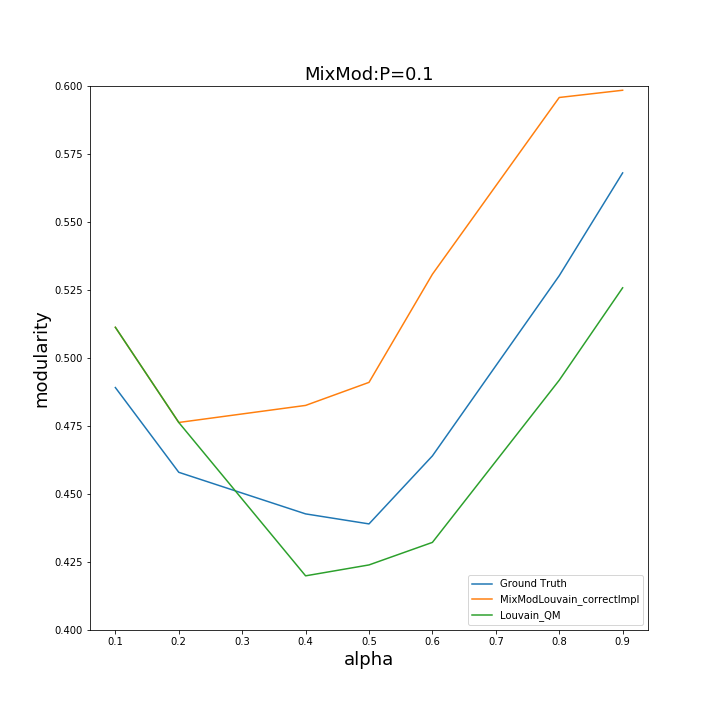 MixMod:P=0.1
0.600
0.575
0.550
0.525
0.500
0.475
0.450
0.425
0.400
modularity
0.1 0.2 0.3 0.4 0.5 0.6 0.7 0.8 0.9
alpha
Ground Truth
MixModLouvain_correctImpl
Louvain_QM